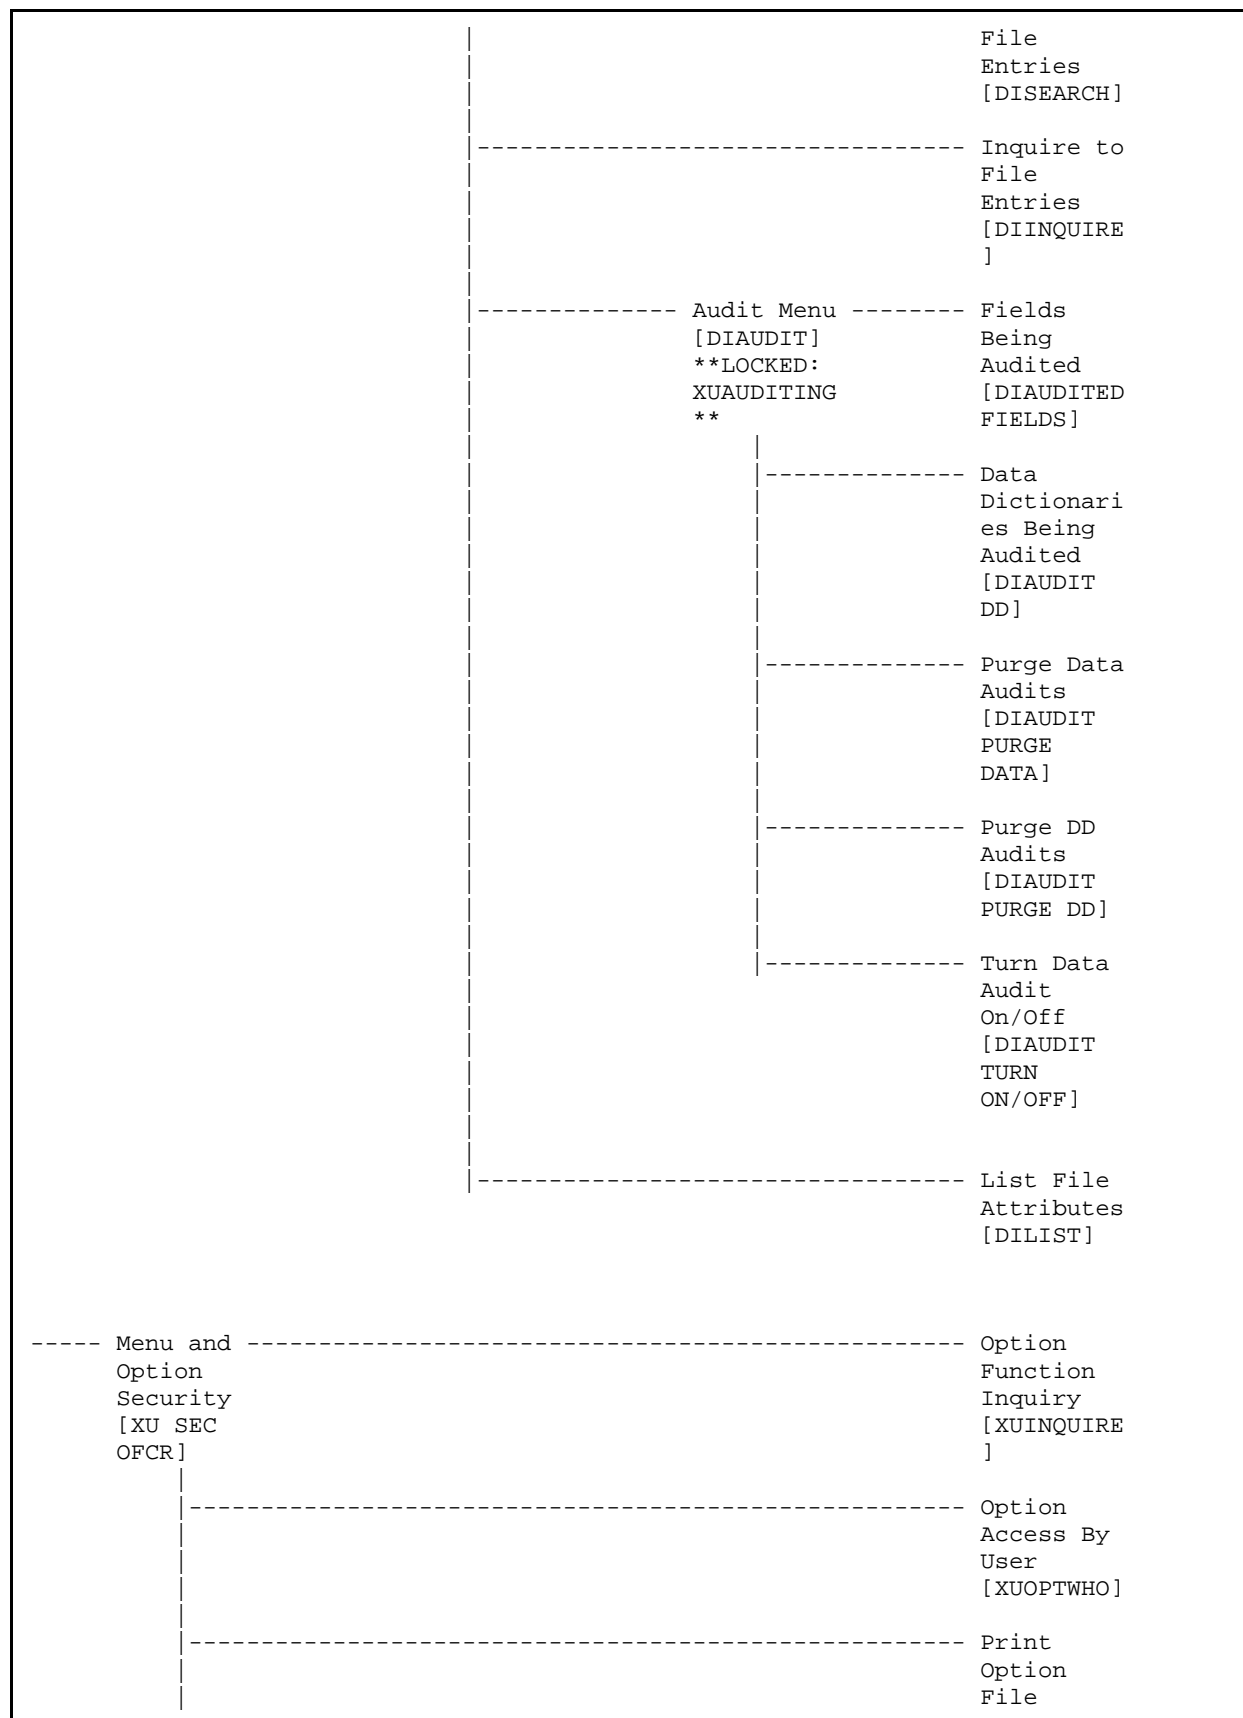 File
Entries
[DISEARCH]
|---------------------------------- Inquire to
File
Entries
[DIINQUIRE
]
|-------------- Audit Menu -------- Fields
[DIAUDIT] Being
**LOCKED: Audited
XUAUDITING [DIAUDITED
** FIELDS]
|-------------- Data
Dictionari
es Being
Audited
[DIAUDIT
DD]
|-------------- Purge Data
Audits
[DIAUDIT
PURGE
DATA]
|-------------- Purge DD
Audits
[DIAUDIT
PURGE DD]
|-------------- Turn Data
Audit
On/Off
[DIAUDIT
TURN
ON/OFF]
|---------------------------------- List File
Attributes
[DILIST]
----- Menu and -------------------------------------------------- Option
Option Function
Security Inquiry
[XU SEC [XUINQUIRE
OFCR] ]
|------------------------------------------------------ Option
Access By
User
[XUOPTWHO]
|------------------------------------------------------ Print
Option
File